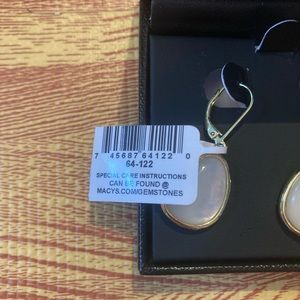 7 45687 64122 0
64-122
SPECIAL CARE INSTRUCTIONS
CAN BE FOUND @
MACYS.COM/GEMSTONES